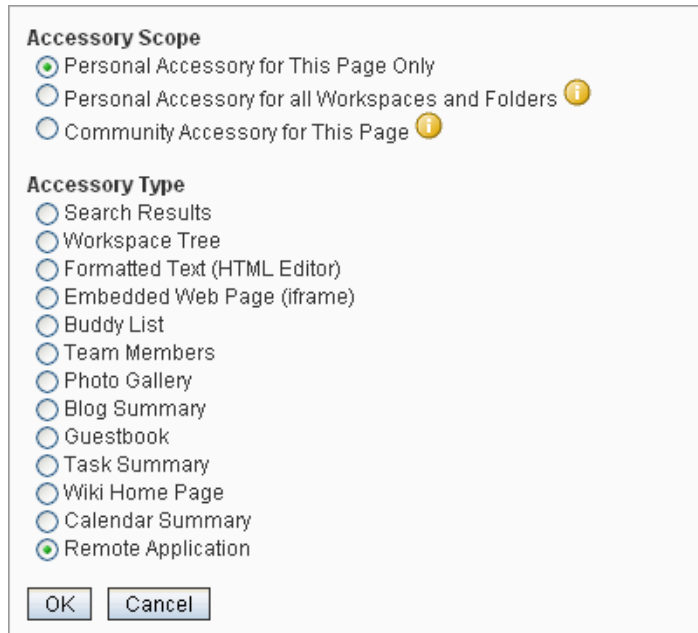 Accessory Scope
Personal Accessory for This Page Only
Personal Accessory for all Workspaces and Folders
Community Accessory for This Page
Accessory Type
Search Results
Workspace Tree
Formatted Text (HTML Editor)
Embedded Web Page (iframe)
Buddy List
Team Members
Photo Gallery
Blog Summary
Guestbook
Task Summary
Wiki Home Page
Calendar Summary
Remote Application
OK Cancel